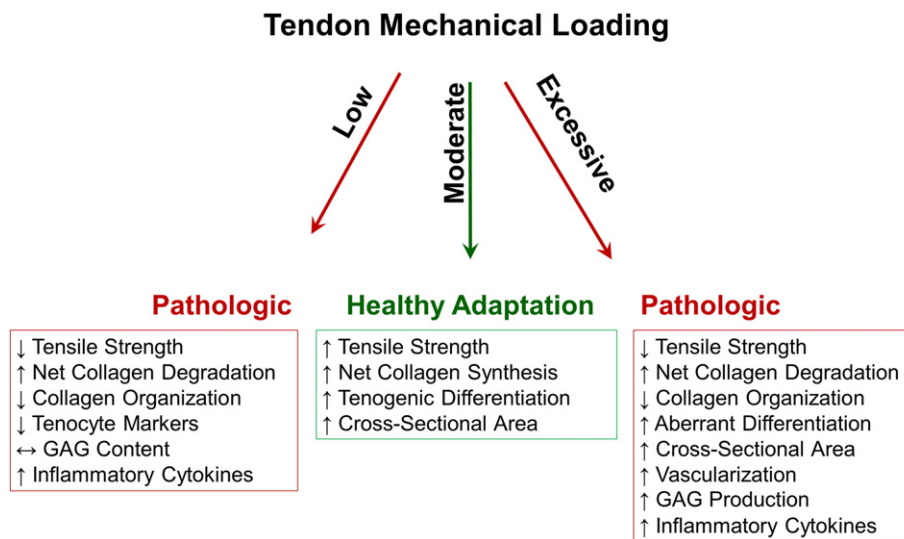 Tendon Mechanical Loading
Low
Moderate
Excessive
Pathologic
↓ Tensile Strength
↑ Net Collagen Degradation
↓ Collagen Organization
↓ Tenocyte Markers
↔ GAG Content
↑ Inflammatory Cytokines
Healthy Adaptation
↑ Tensile Strength
↑ Net Collagen Synthesis
↑ Tenogenic Differentiation
↑ Cross-Sectional Area
Pathologic
↓ Tensile Strength
↑ Net Collagen Degradation
↓ Collagen Organization
↑ Aberrant Differentiation
↑ Cross-Sectional Area
↑ Vascularization
↑ GAG Production
↑ Inflammatory Cytokines